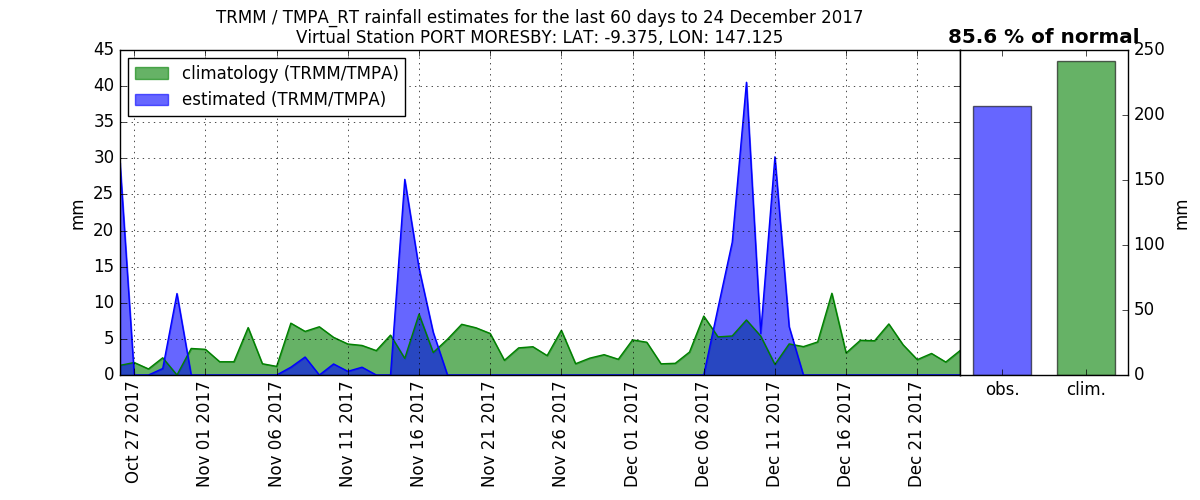 TRMM / TMPA_RT rainfall estimates for the last 60 days to 24 December 2017
Virtual Station PORT MORESBY: LAT: -9.375, LON: 147.125
85.6 % of normal
climatology (TRMM/TMPA)
estimated (TRMM/TMPA)
mm
45
40
35
30
25
20
15
10
5
0
Oct 27 2017
Nov 01 2017
Nov 06 2017
Nov 11 2017
Nov 16 2017
Nov 21 2017
Nov 26 2017
Dec 01 2017
Dec 06 2017
Dec 11 2017
Dec 16 2017
Dec 21 2017
obs.
clim.
250
200
150
100
50
0
mm